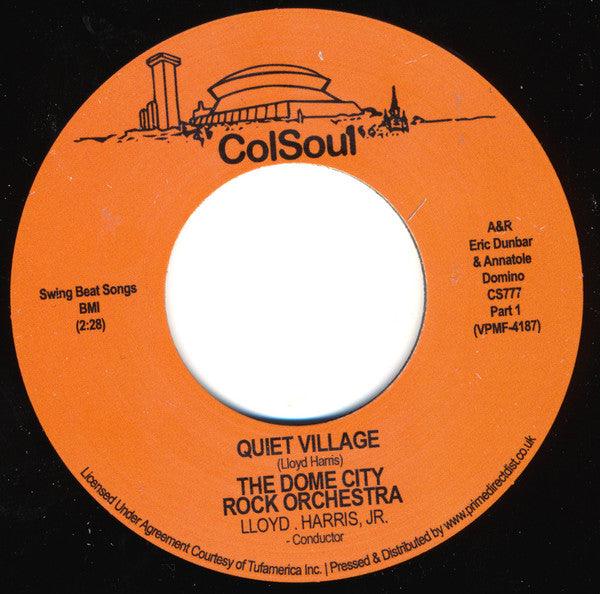 ColSoul
Swing Beat Songs
BMI
(2:28)
A&R
Eric Dunbar
& Annatole
Domino
CS777
Part 1
(VPMF-4187)
QUIET VILLAGE
(Lloyd Harris)
THE DOME CITY
ROCK ORCHESTRA
LLOYD . HARRIS, JR.
- Conductor
Licensed Under Agreement Courtesy of Tufamerica Inc. | Pressed & Distributed by www.primedirectdist.co.uk